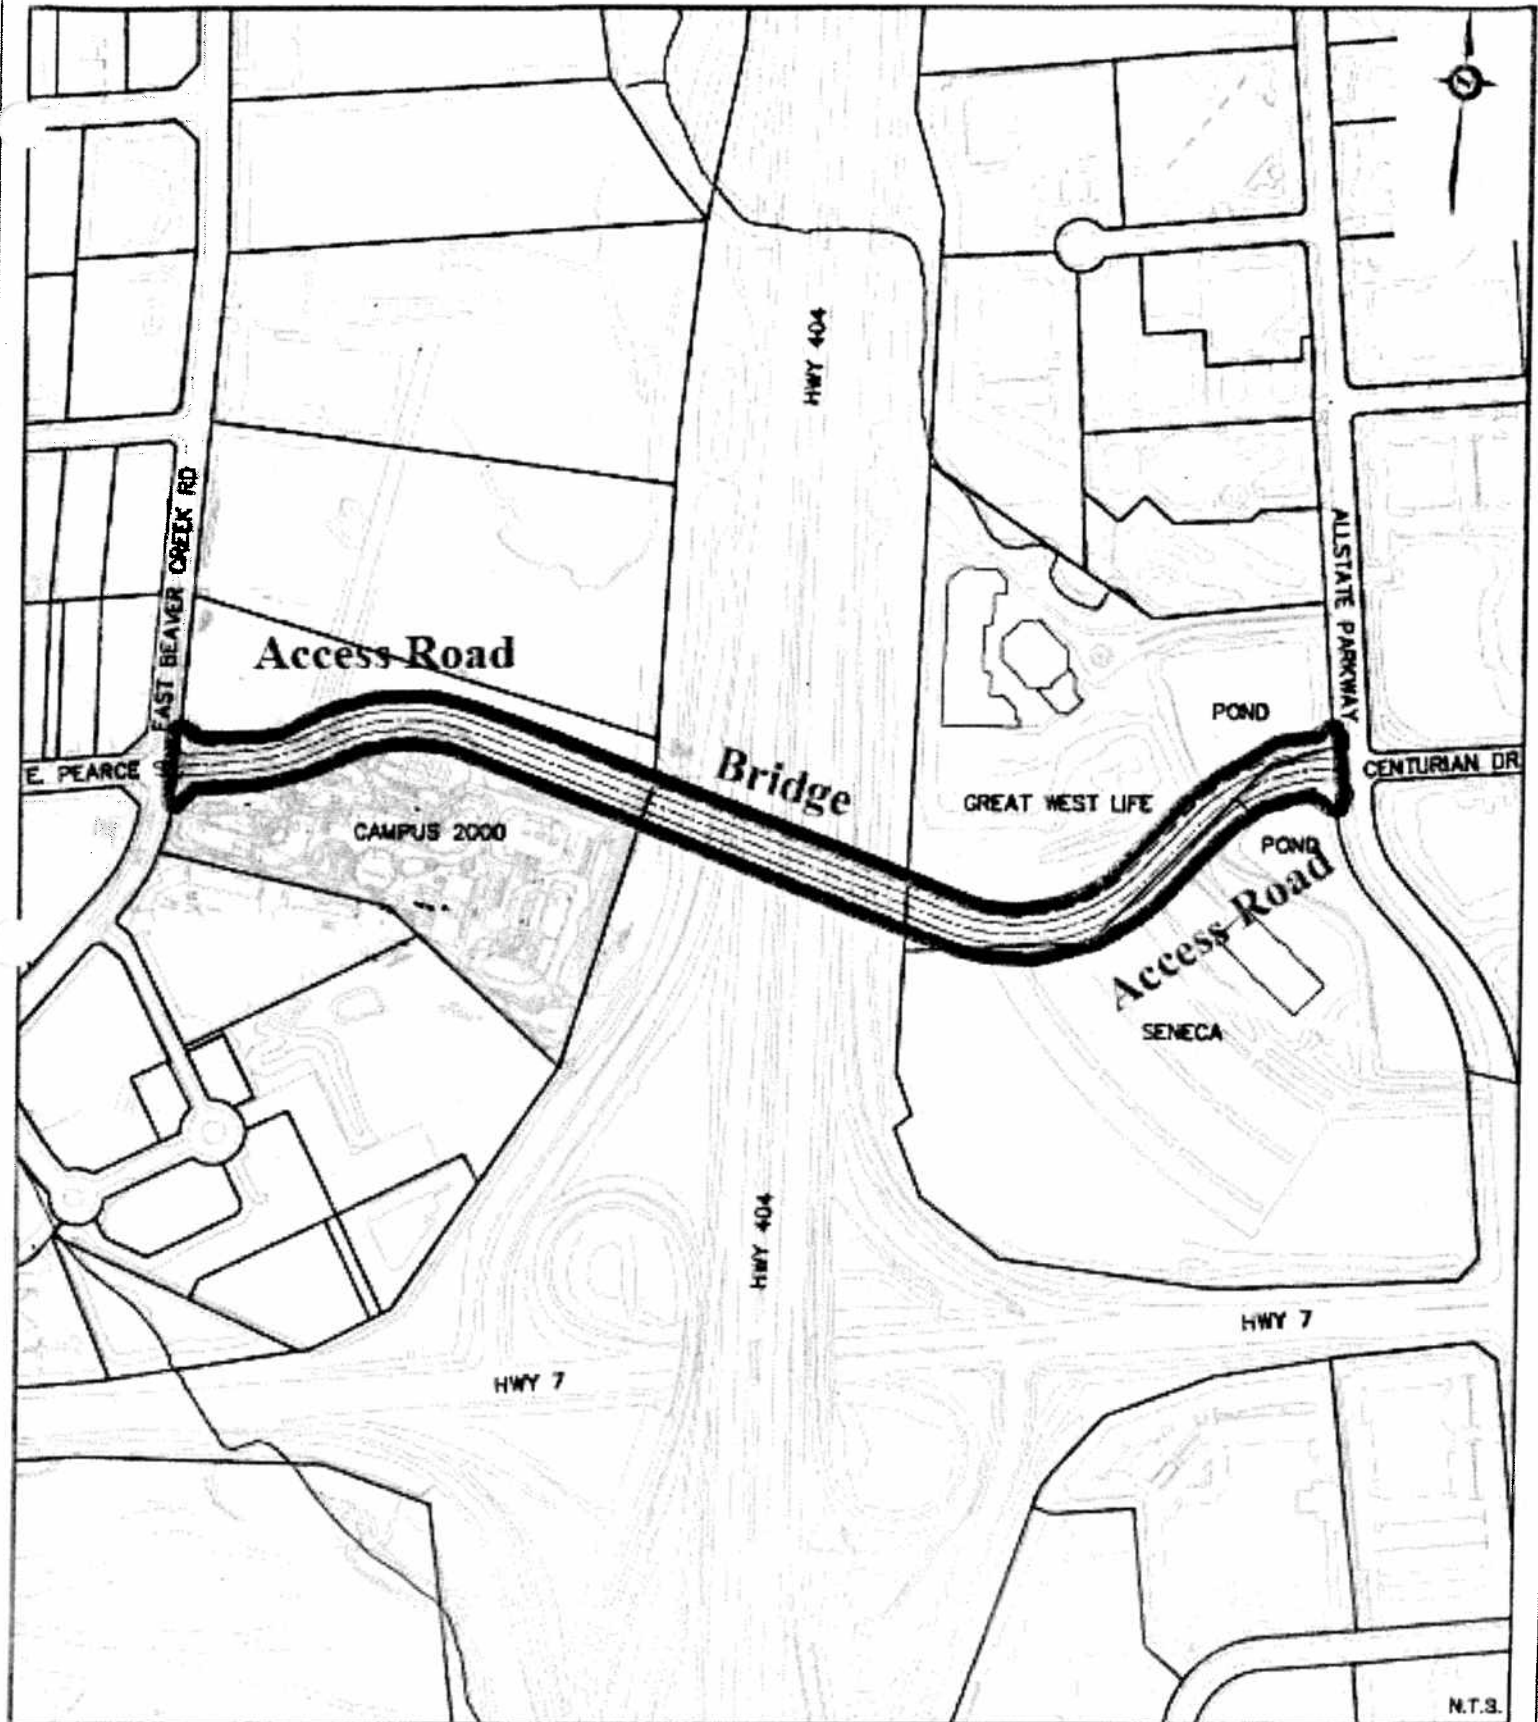 HWY 404
EAST BEAVER CREEK RD
ALLSTATE PARKWAY
Access Road
POND
E. PEARCE
Bridge
CENTURIAN DR
GREAT WEST LIFE
CAMPUS 2000
POND
Access Road
SENECA
HWY 404
HWY 7
HWY 7
N.T.S.